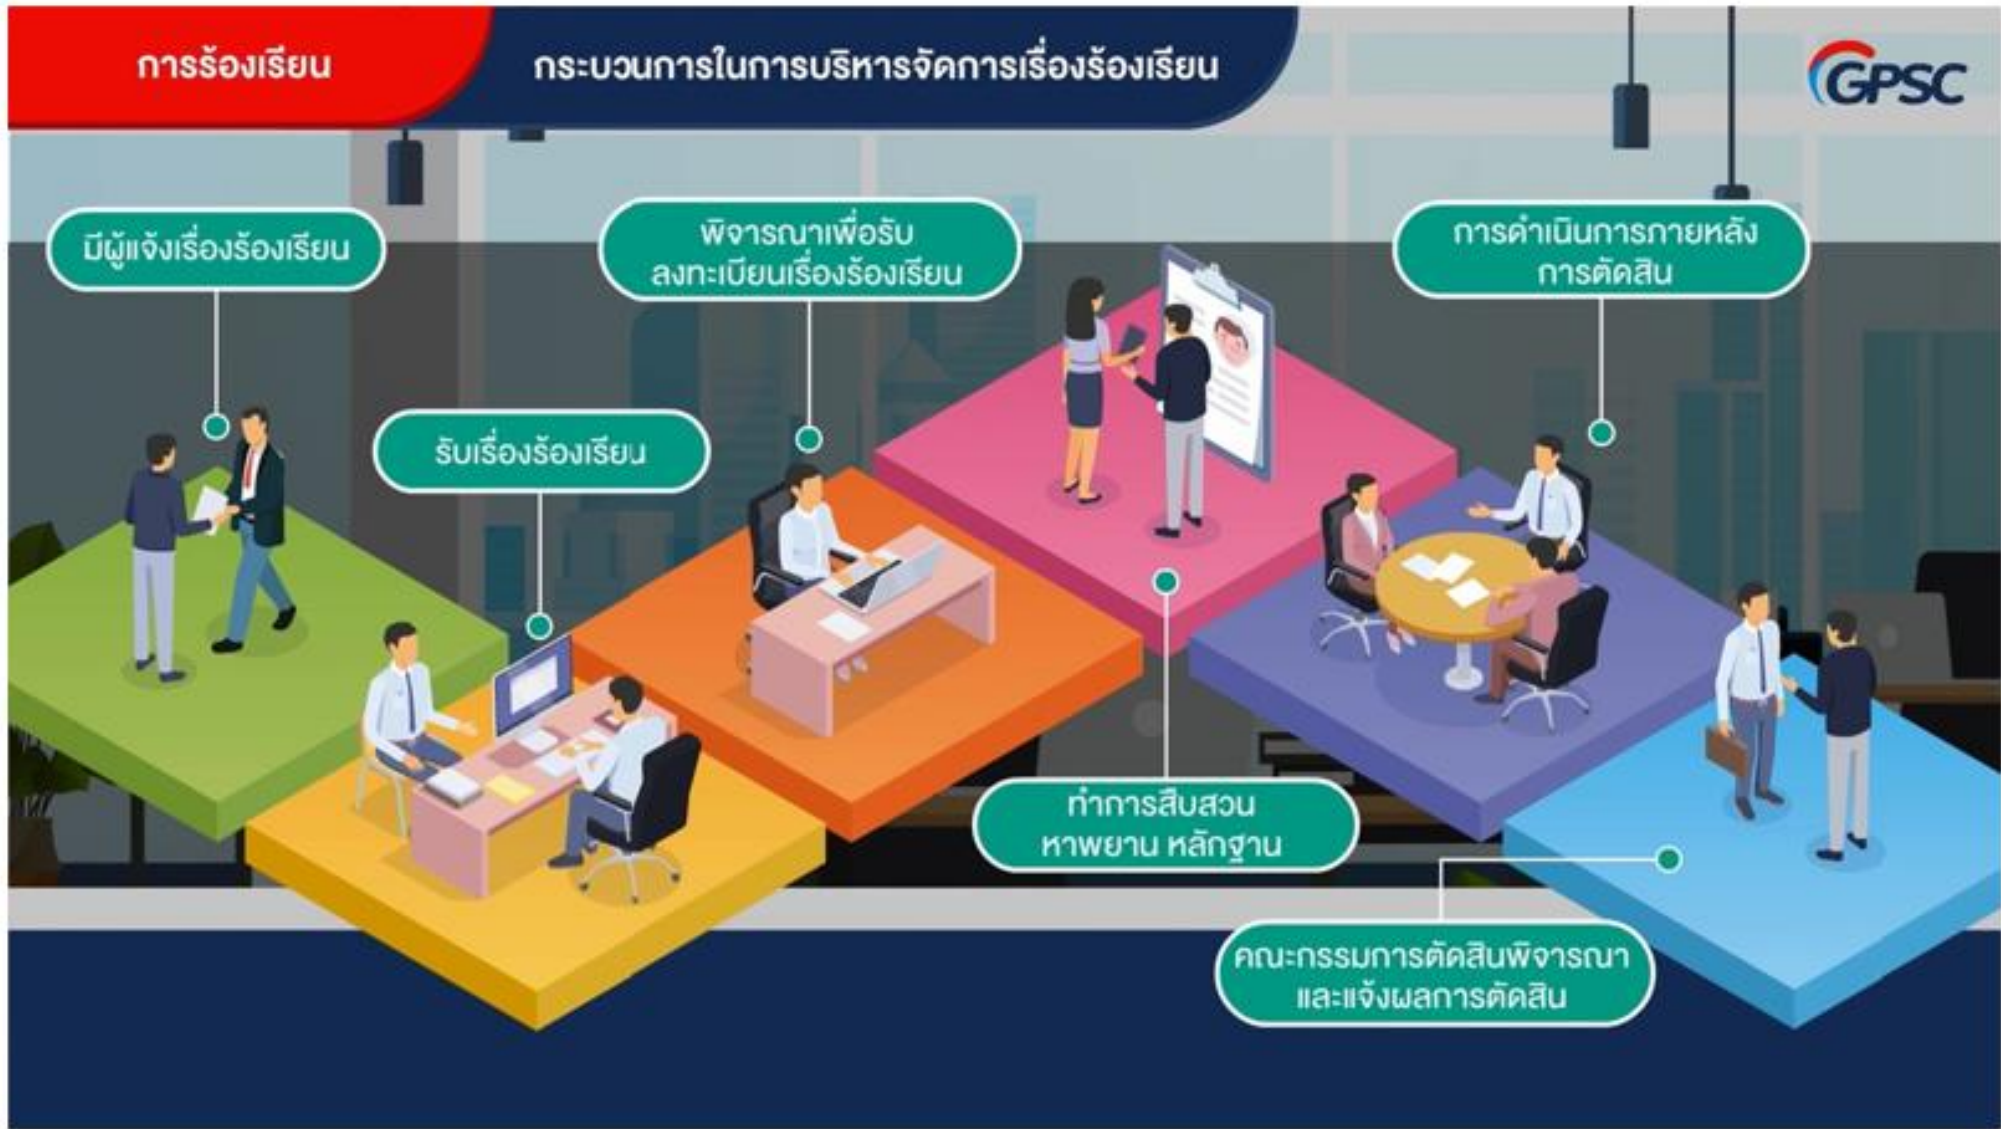 การร้องเรียน
กระบวนการในการบริหารจัดการเรื่องร้องเรียน
GPSC
มีผู้แจ้งเรื่องร้องเรียน
รับเรื่องร้องเรียน
พิจารณาเพื่อรับ
ลงทะเบียนเรื่องร้องเรียน
ทำการสืบสวน
หาพยาน หลักฐาน
การดำเนินการภายหลัง
การตัดสิน
คณะกรรมการตัดสินพิจารณา
และแจ้งผลการตัดสิน